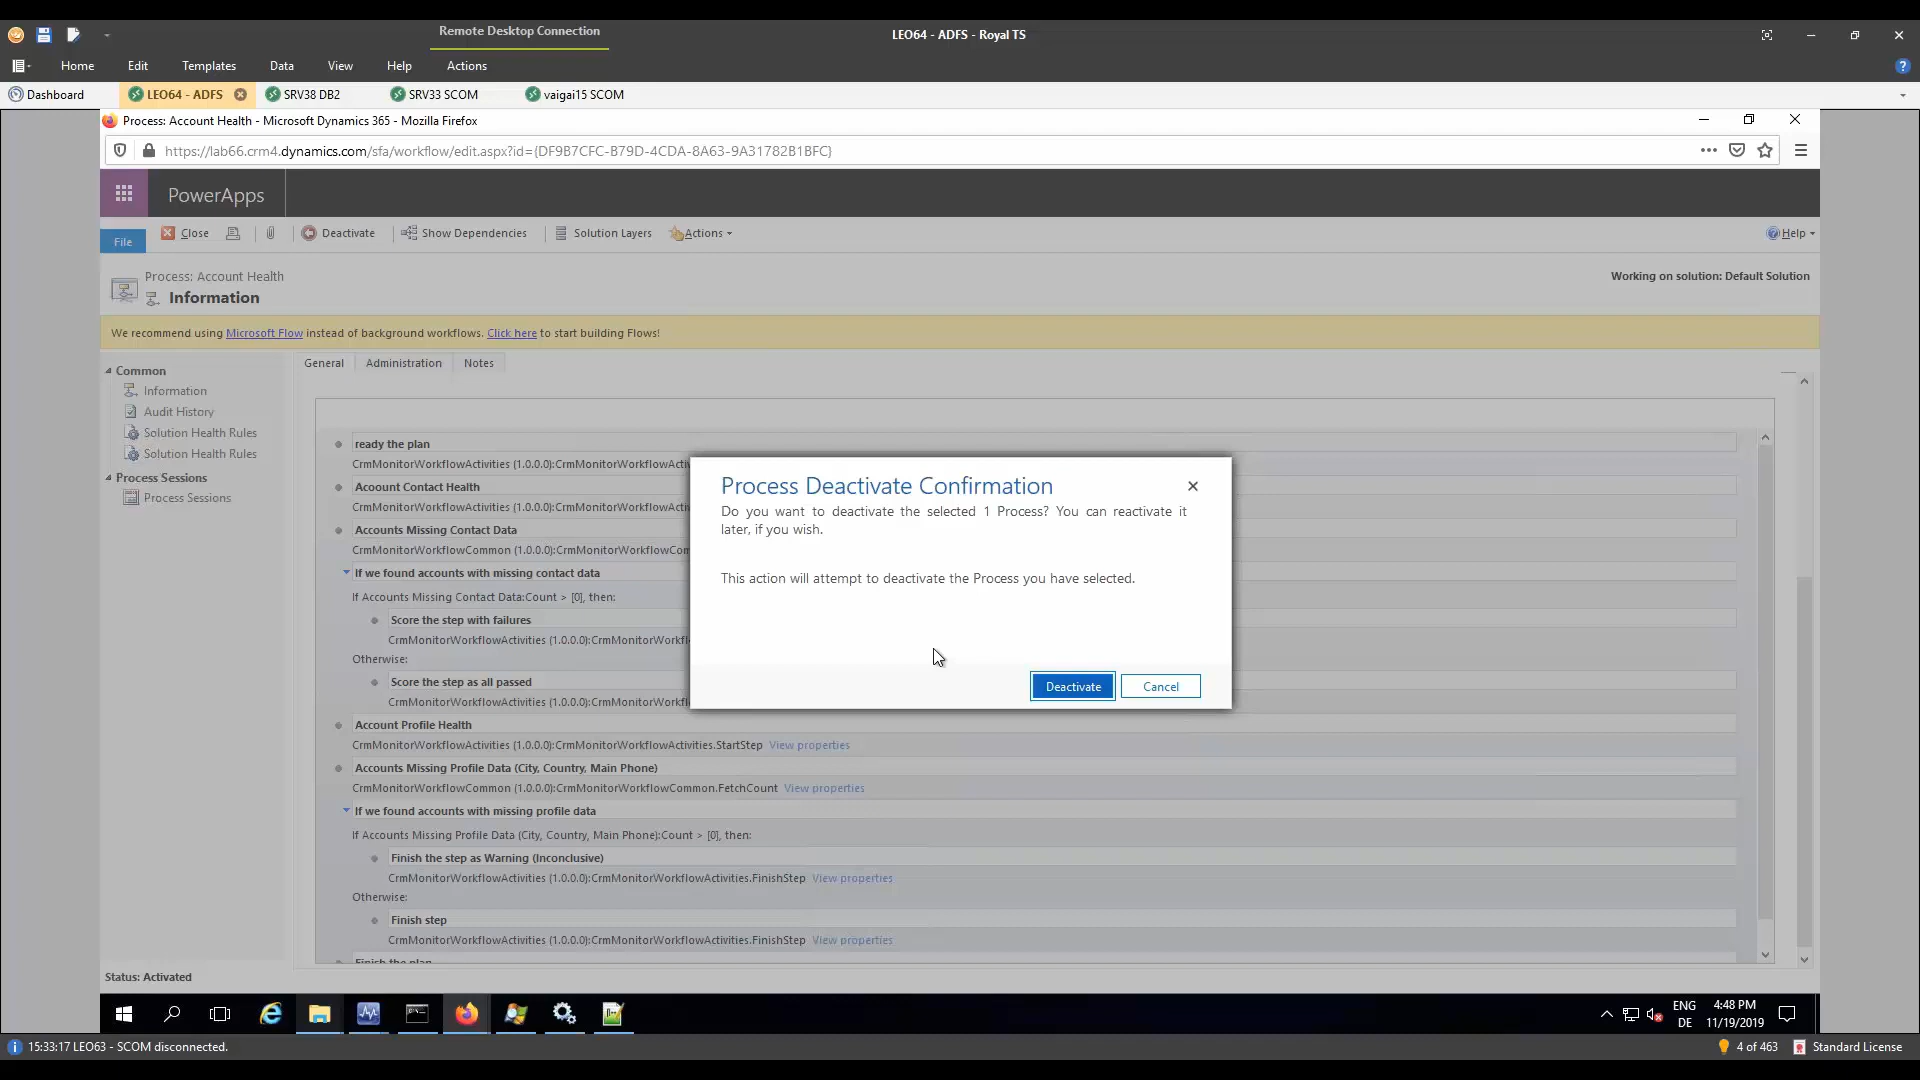 Remote Desktop Connection
LEO64 - ADFS - Royal TS
Home Edit Templates Data View Help Actions
Dashboard LEO64 - ADFS SRV38 DB2 SRV33 SCOM vaigai15 SCOM
Process: Account Health - Microsoft Dynamics 365 - Mozilla Firefox
https://lab66.crm4.dynamics.com/sfa/workflow/edit.aspx?id={DF9B7CFC-B79D-4CDA-8A63-9A31782B1BFC}
PowerApps
File Close Deactivate Show Dependencies Solution Layers Actions Help
Process: Account Health
Information
Working on solution: Default Solution
We recommend using Microsoft Flow instead of background workflows. Click here to start building Flows!
Common
Information
Audit History
Solution Health Rules
Solution Health Rules
Process Sessions
Process Sessions
General Administration Notes
ready the plan
CrmMonitorWorkflowActivities (1.0.0.0):CrmMonitorWorkflowActivi
Acoount Contact Health
CrmMonitorWorkflowActivities (1.0.0.0):CrmMonitorWorkflowActivi
Accounts Missing Contact Data
CrmMonitorWorkflowCommon (1.0.0.0):CrmMonitorWorkflowCom
If we found accounts with missing contact data
If Accounts Missing Contact Data:Count > [0], then:
Score the step with failures
CrmMonitorWorkflowActivities (1.0.0.0):CrmMonitorWorkfl
Otherwise:
Score the step as all passed
CrmMonitorWorkflowActivities (1.0.0.0):CrmMonitorWorkfl
Account Profile Health
CrmMonitorWorkflowActivities (1.0.0.0):CrmMonitorWorkflowActivities.StartStep View properties
Accounts Missing Profile Data (City, Country, Main Phone)
CrmMonitorWorkflowCommon (1.0.0.0):CrmMonitorWorkflowCommon.FetchCount View properties
If we found accounts with missing profile data
If Accounts Missing Profile Data (City, Country, Main Phone):Count > [0], then:
Finish the step as Warning (Inconclusive)
CrmMonitorWorkflowActivities (1.0.0.0):CrmMonitorWorkflowActivities.FinishStep View properties
Otherwise:
Finish step
CrmMonitorWorkflowActivities (1.0.0.0):CrmMonitorWorkflowActivities.FinishStep View properties
Finish the plan
Process Deactivate Confirmation
Do you want to deactivate the selected 1 Process? You can reactivate it
later, if you wish.
This action will attempt to deactivate the Process you have selected.
Deactivate Cancel
Status: Activated
ENG 4:48 PM
DE 11/19/2019
15:33:17 LEO63 - SCOM disconnected.
4 of 463 Standard License